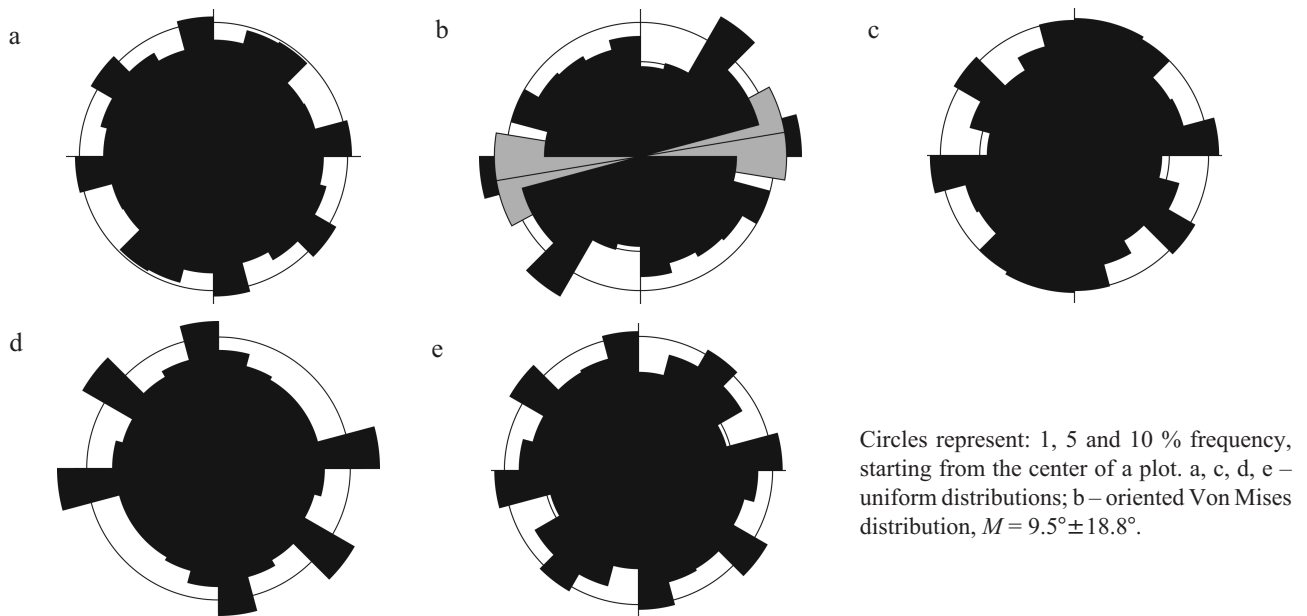 a
b
c
d
e
Circles represent: 1, 5 and 10 % frequency,
starting from the center of a plot. a, c, d, e –
uniform distributions; b – oriented Von Mises
distribution, M = 9.5°±18.8°.